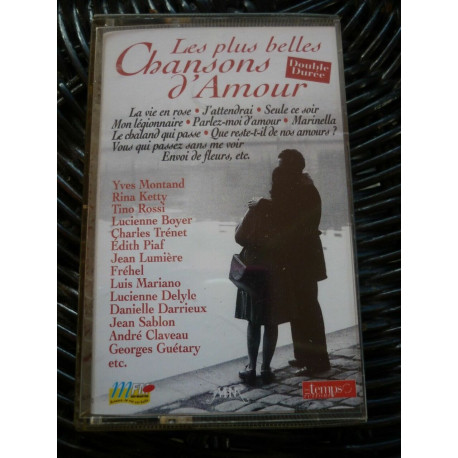 Les plus belles
Chansons
d'Amour
Double
Durée
La vie en rose • J'attendrai • Seule ce soir
Mon légionnaire • Parlez-moi d'amour • Marinella
Le chaland qui passe • Que reste-t-il de nos amours ?
Vous qui passez sans me voir
Envoi de fleurs, etc.
Yves Montand
Rina Ketty
Tino Rossi
Lucienne Boyer
Charles Trénet
Édith Piaf
Jean Lumière
Fréhel
Luis Mariano
Lucienne Delyle
Danielle Darrieux
Jean Sablon
André Claveau
Georges Guétary
etc.
temps